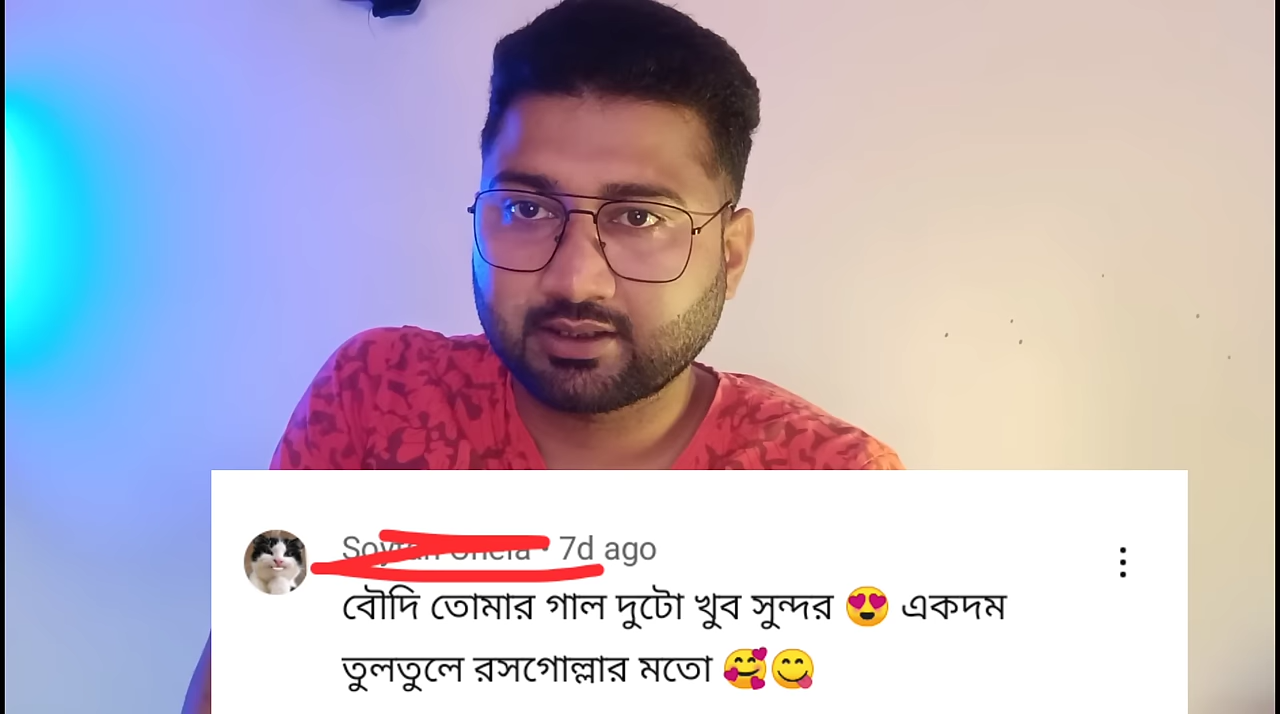 7d ago
বৌদি তোমার গাল দুটো খুব সুন্দর 😍 একদম
তুলতুলে রসগোল্লার মতো 🥰😋